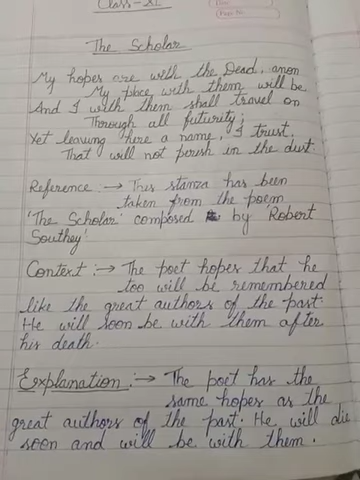 Class-XI
Date
Page No.
The Scholar
My hopes are with the Dead, anon
My place with them will be
And I with them shall travel on
Thorough all futurity;
Yet leaving here a name, I trust,
That will not perish in the dust.
Reference :→ This stanza has been
taken from the poem
'The Scholar' composed by 'Robert
Southey'
Context :→ The poet hopes that he
too will be remembered
like the great authors of the past.
He will soon be with them after
his death.
Explanation :→ The poet has the
same hopes as the
great authors of the past. He will die
soon and will be with them.